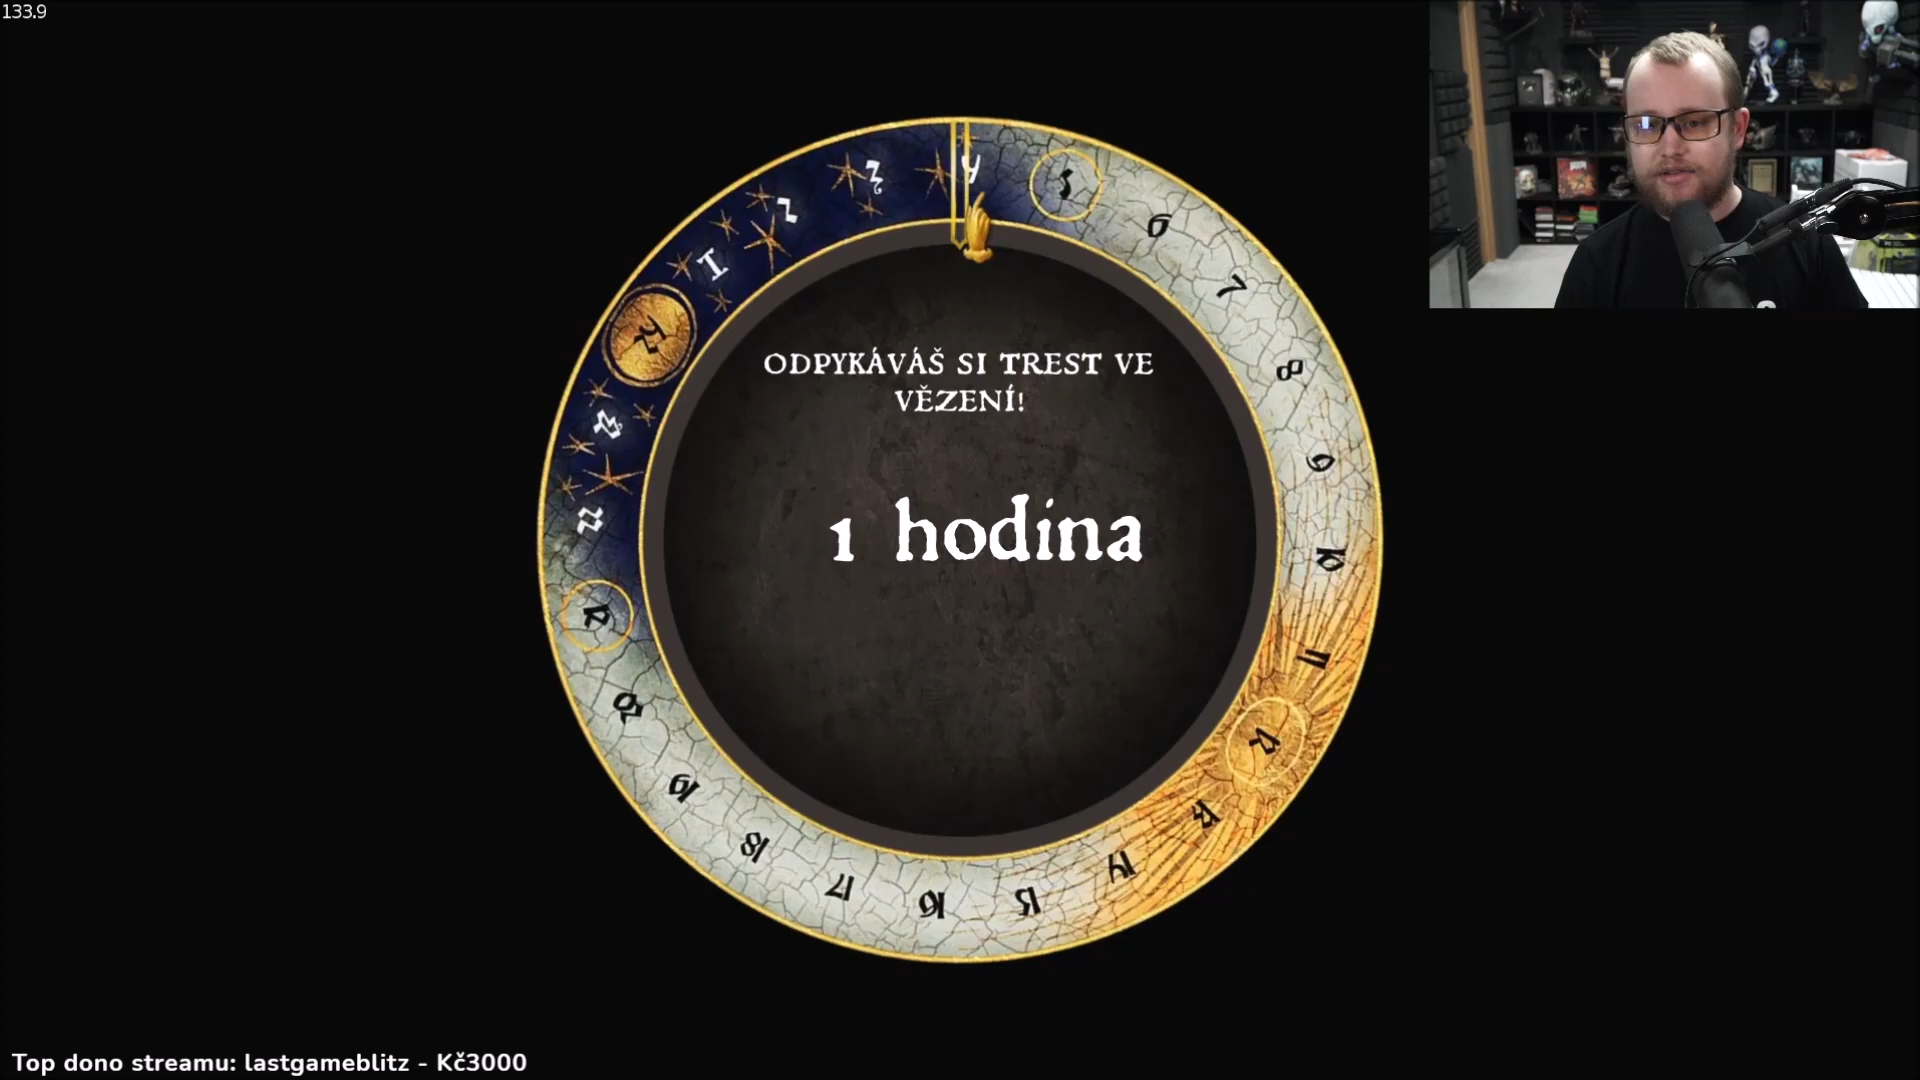 133.9
ODPYKÁVÁŠ SI TREST VE
VĚZENÍ!
1 hodina
Top dono streamu: lastgameblitz - Kč3000